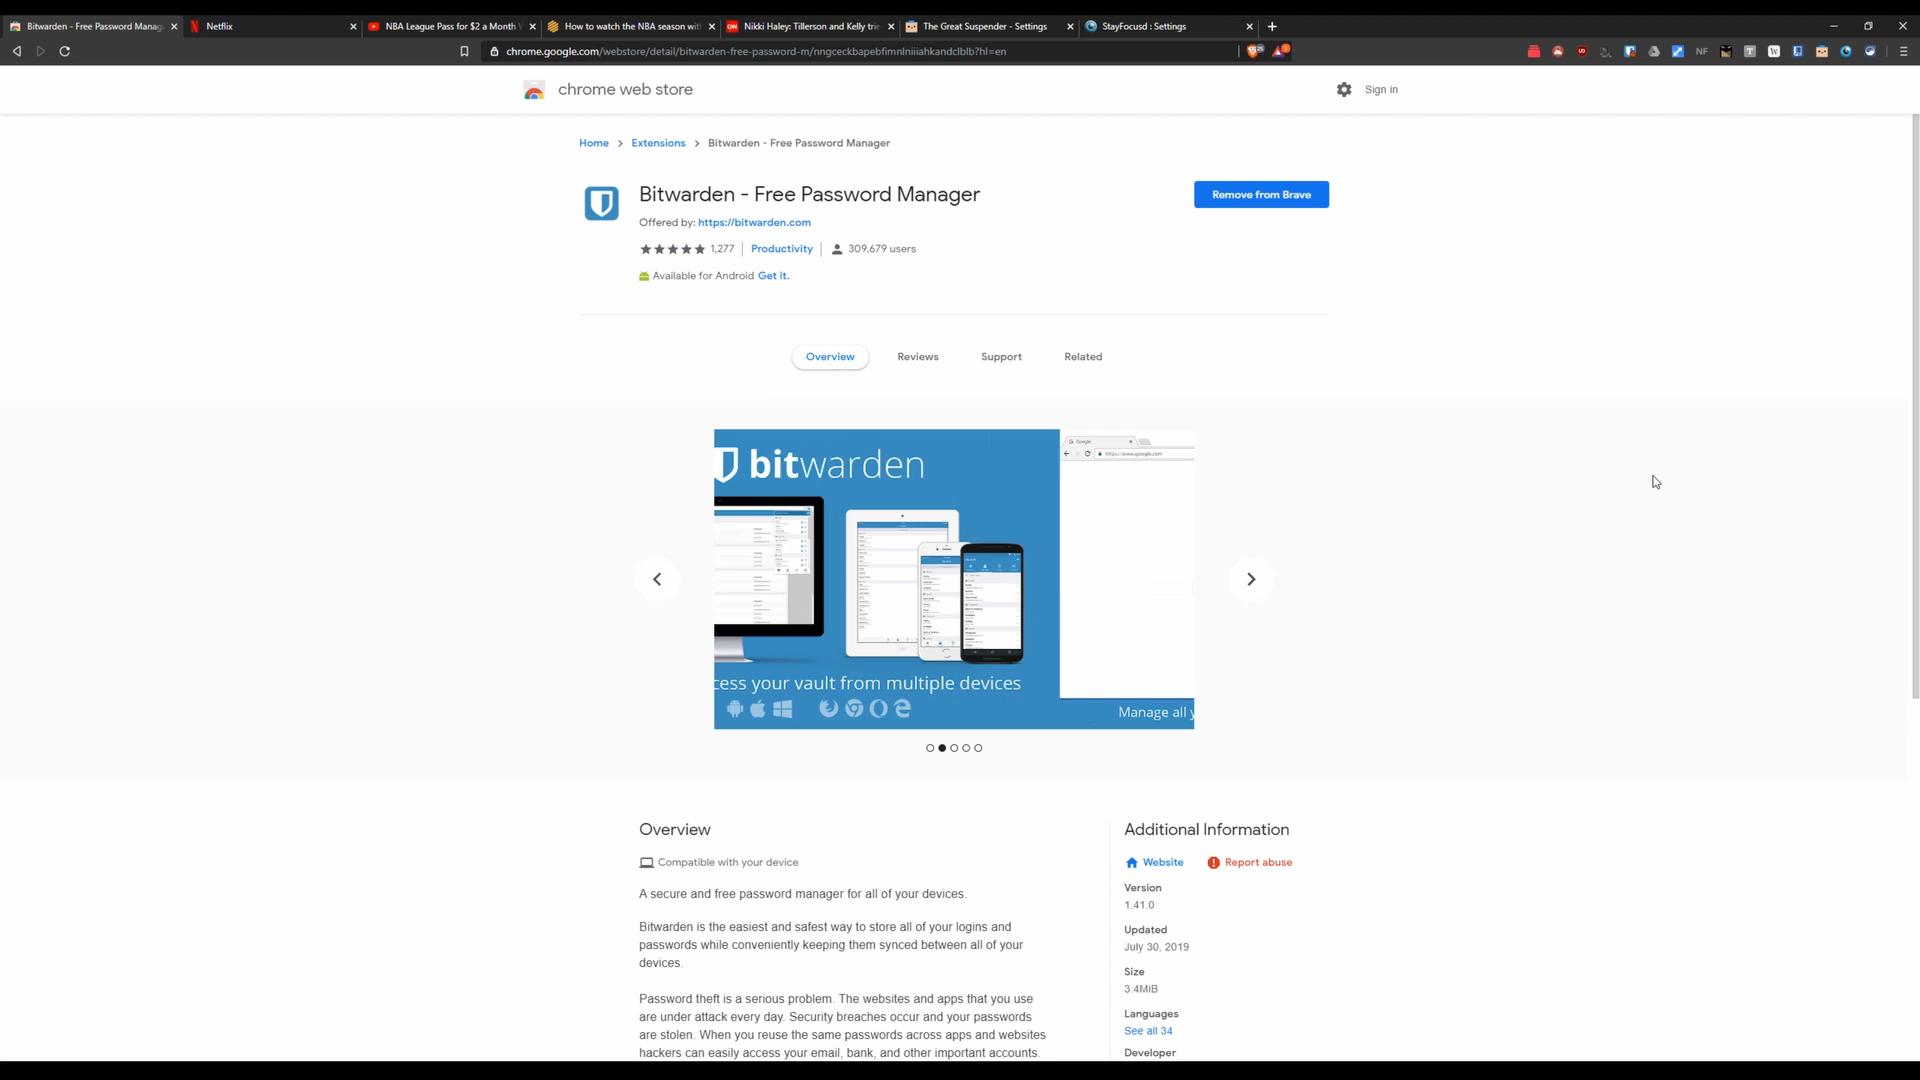 Bitwarden - Free Password Manag
Netflix
NBA League Pass for $2 a Month
How to watch the NBA season wit
Nikki Haley: Tillerson and Kelly trie
The Great Suspender - Settings
StayFocusd : Settings
chrome.google.com/webstore/detail/bitwarden-free-password-m/nngceckbapebfimnlniiiahkandclblb?hl=en
chrome web store
Sign in
Home
Extensions
Bitwarden - Free Password Manager
Bitwarden - Free Password Manager
Remove from Brave
Offered by: https://bitwarden.com
1,277
Productivity
309,679 users
Available for Android Get it.
Overview
Reviews
Support
Related
bitwarden
Google
https://www.google.com
cess your vault from multiple devices
Manage all y
Overview
Compatible with your device
A secure and free password manager for all of your devices.
Bitwarden is the easiest and safest way to store all of your logins and
passwords while conveniently keeping them synced between all of your
devices.
Password theft is a serious problem. The websites and apps that you use
are under attack every day. Security breaches occur and your passwords
are stolen. When you reuse the same passwords across apps and websites
hackers can easily access your email, bank, and other important accounts.
Additional Information
Website
Report abuse
Version
1.41.0
Updated
July 30, 2019
Size
3.4MiB
Languages
See all 34
Developer